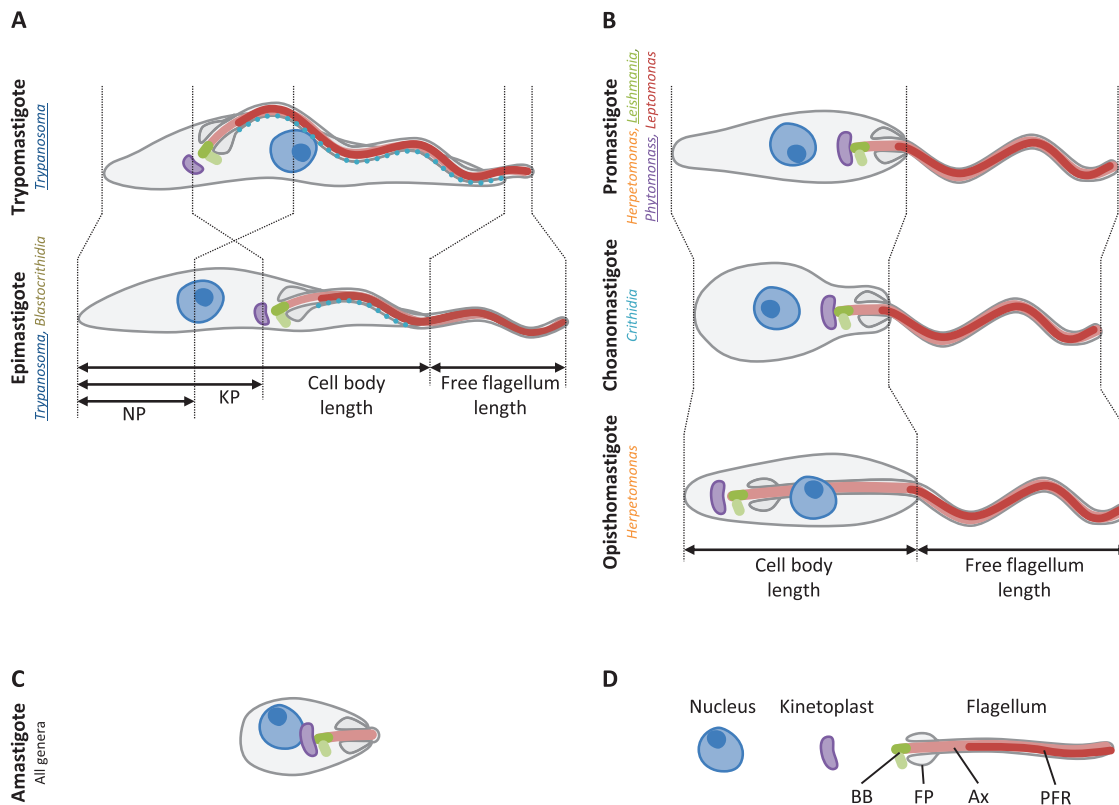 A
Trypomastigote
Trypanosoma
Epimastigote
Trypanosoma, Blastocrithidia
NP
KP
Cell body
length
Free flagellum
length
B
Promastigote
Herpetomonas, Leishmania,
Phytomonass, Leptomonas
Choanomastigote
Crithidia
Opisthomastigote
Herpetomonas
Cell body
length
Free flagellum
length
C
Amastigote
All genera
D
Nucleus
Kinetoplast
Flagellum
BB
FP
Ax
PFR